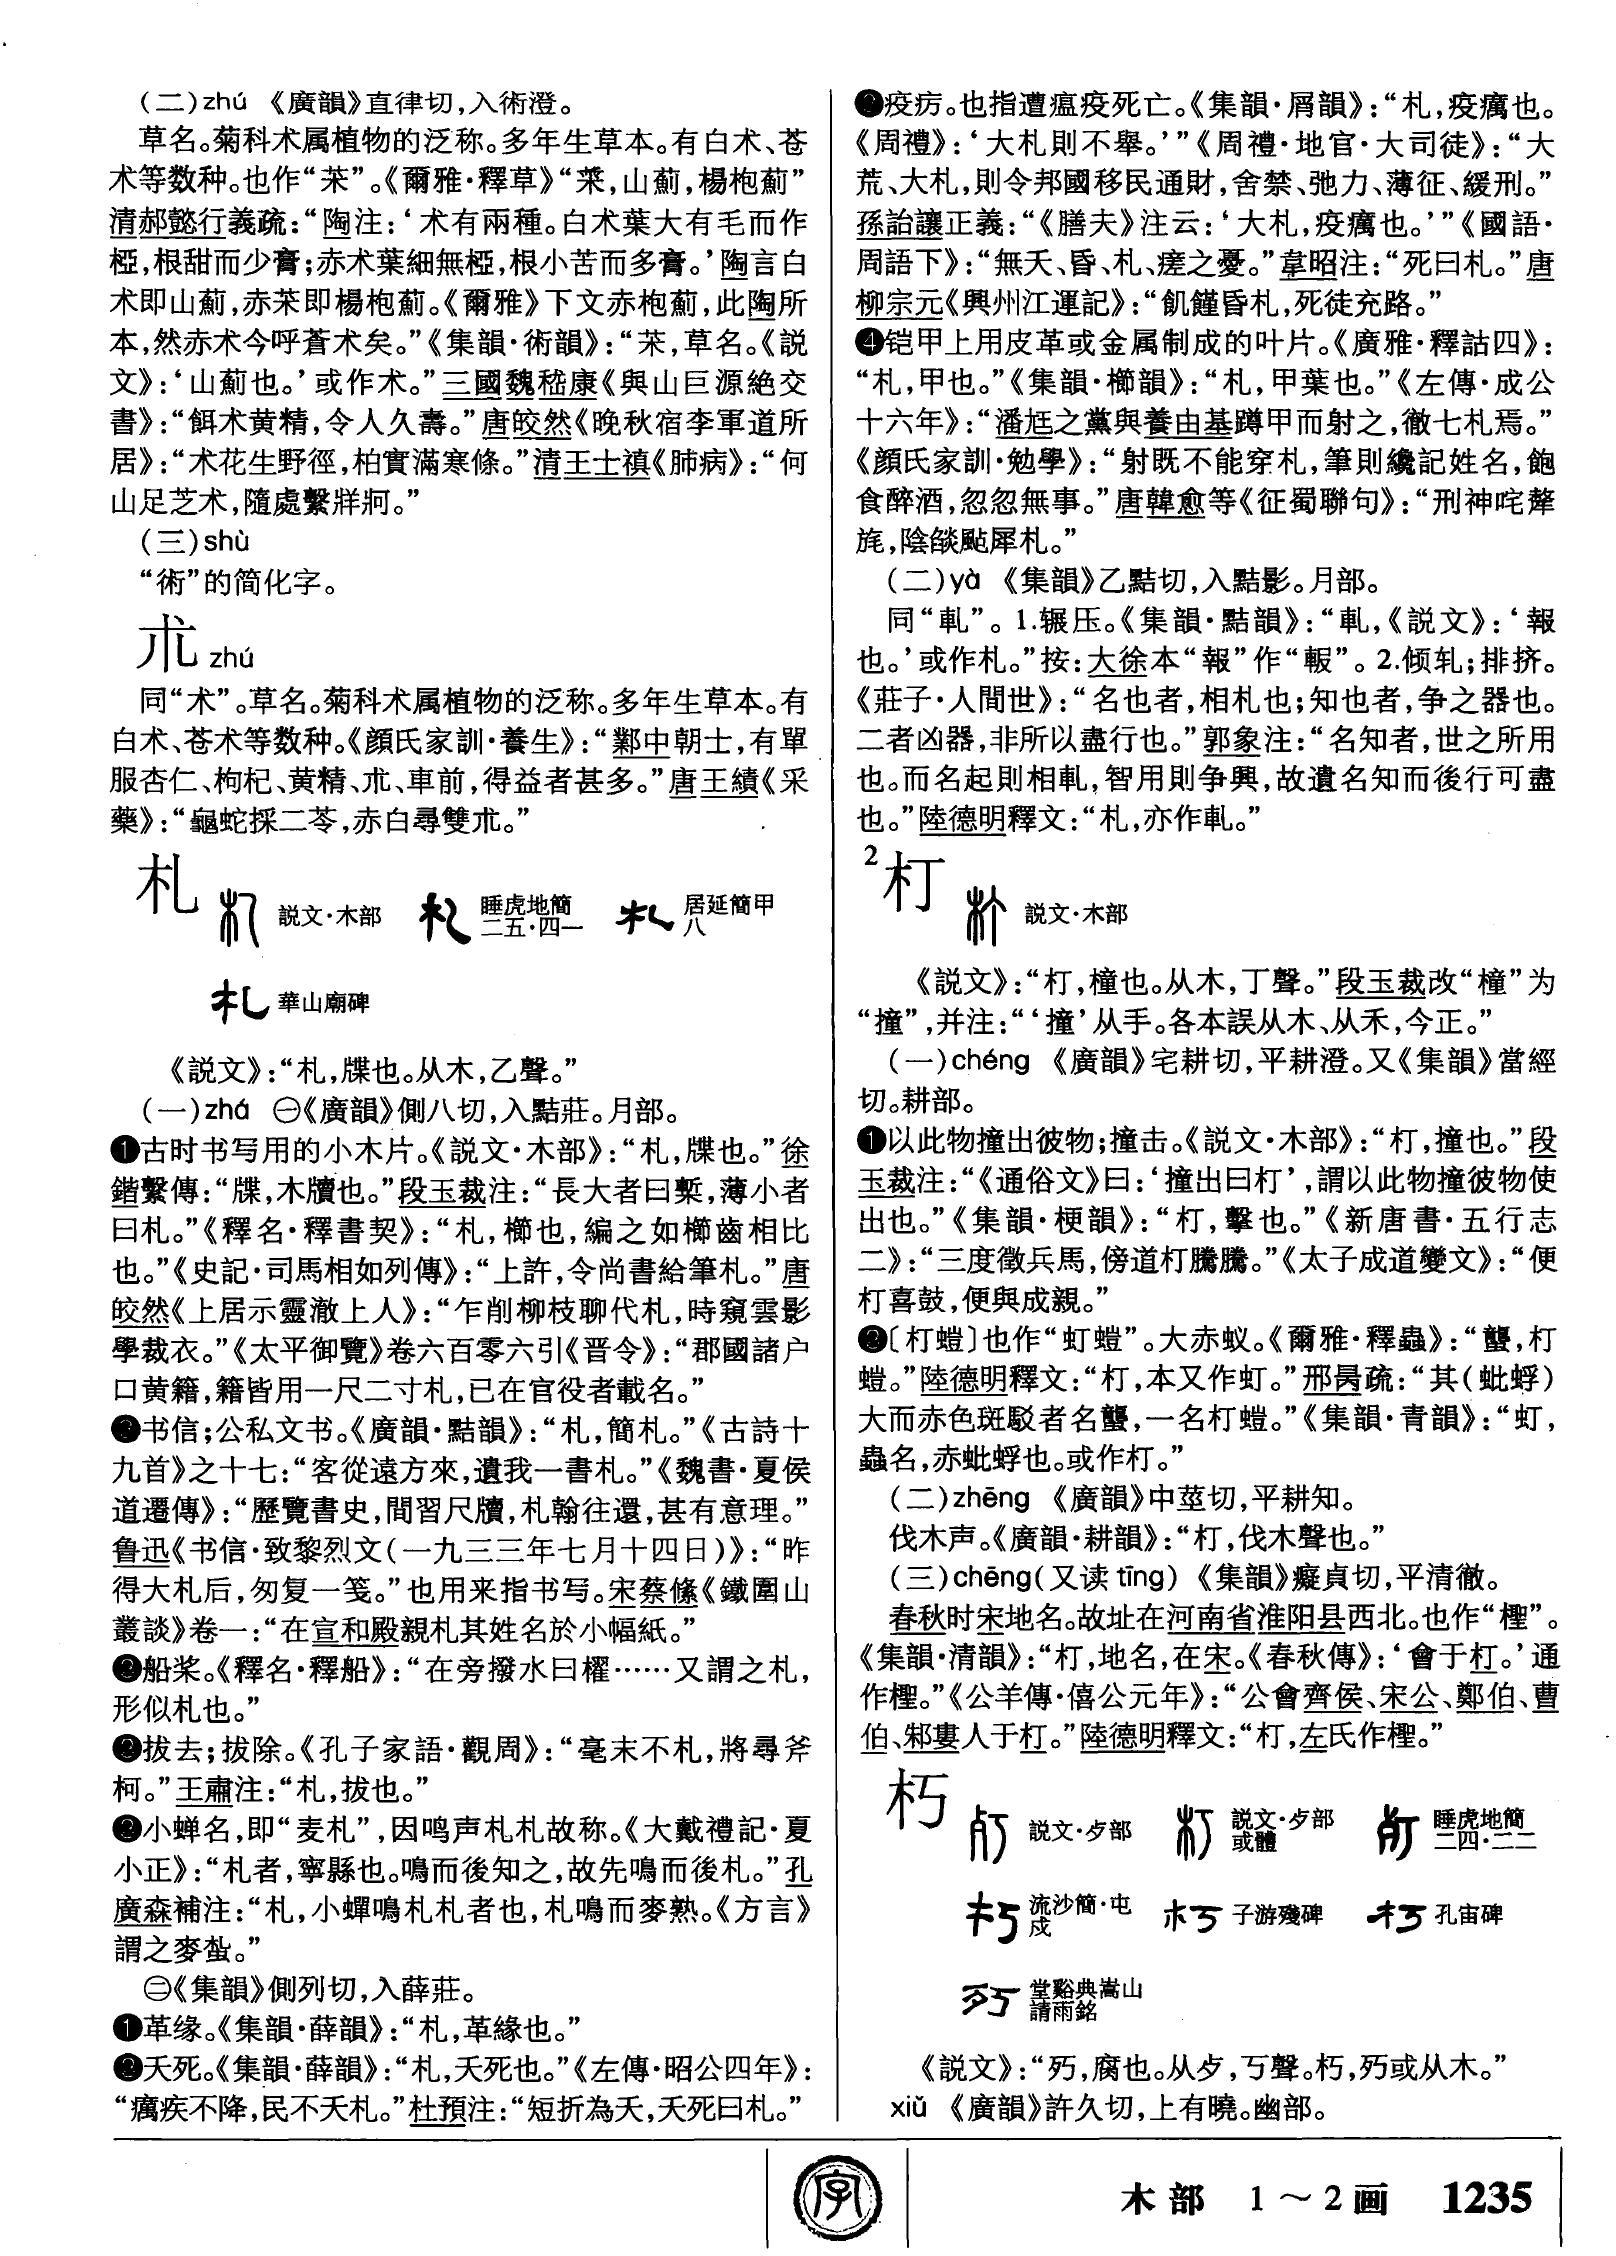 (二)zhú 《廣韻》直律切,入術澄。
草名。菊科术属植物的泛称。多年生草本。有白术、苍
术等数种。也作“茮”。《爾雅·釋草》“𦬸,山薊,楊枹薊”
清郝懿行義疏:“陶注:‘术有兩種。白术葉大有毛而作
椏,根甜而少膏;赤术葉細無椏,根小苦而多膏。’陶言白
术即山薊,赤𦬸即楊枹薊。《爾雅》下文赤枹薊,此陶所
本,然赤术今呼蒼术矣。”《集韻·術韻》:“𦬸,草名。《説
文》:‘山薊也。’或作术。”三國魏嵇康《與山巨源絶交
書》:“餌术黄精,令人久壽。”唐皎然《晚秋宿李軍道所
居》:“术花生野徑,柏實滿寒條。”清王士禛《肺病》:“何
山足芝术,隨處繫牂牁。”
(三)shù
“術”的简化字。
朮 zhú
同“术”。草名。菊科术属植物的泛称。多年生草本。有
白术、苍术等数种。《顔氏家訓·養生》:“鄴中朝士,有單
服杏仁、枸杞、黄精、朮、車前,得益者甚多。”唐王績《采
藥》:“龜蛇採二苓,赤白尋雙朮。”
札 説文·木部 睡虎地簡二五·四一 居延簡甲八
華山廟碑
《説文》:“札,牒也。从木,乙聲。”
(一)zhá ㊀《廣韻》側八切,入黠莊。月部。
❶古时书写用的小木片。《説文·木部》:“札,牒也。”徐
鍇繫傳:“牒,木牘也。”段玉裁注:“長大者曰槧,薄小者
曰札。”《釋名·釋書契》:“札,櫛也,編之如櫛齒相比
也。”《史記·司馬相如列傳》:“上許,令尚書給筆札。”唐
皎然《上居示靈澈上人》:“乍削柳枝聊代札,時窺雲影
學裁衣。”《太平御覽》卷六百零六引《晋令》:“郡國諸户
口黄籍,籍皆用一尺二寸札,已在官役者載名。”
❷书信;公私文书。《廣韻·黠韻》:“札,簡札。”《古詩十
九首》之十七:“客從遠方來,遺我一書札。”《魏書·夏侯
道遷傳》:“歷覽書史,閒習尺牘,札翰往還,甚有意理。”
鲁迅《书信·致黎烈文(一九三三年七月十四日)》:“昨
得大札后,匆复一笺。”也用来指书写。宋蔡絛《鐵圍山
叢談》卷一:“在宣和殿親札其姓名於小幅紙。”
❸船桨。《釋名·釋船》:“在旁撥水曰櫂……又謂之札,
形似札也。”
❹拔去;拔除。《孔子家語·觀周》:“毫末不札,將尋斧
柯。”王肅注:“札,拔也。”
❺小蝉名,即“麦札”,因鸣声札札故称。《大戴禮記·夏
小正》:“札者,寧縣也。鳴而後知之,故先鳴而後札。”孔
廣森補注:“札,小蟬鳴札札者也,札鳴而麥熟。《方言》
謂之麥蚻。”
㊁《集韻》側列切,入薛莊。
❶革缘。《集韻·薛韻》:“札,革緣也。”
❷夭死。《集韻·薛韻》:“札,夭死也。”《左傳·昭公四年》:
“癘疾不降,民不夭札。”杜預注:“短折為夭,夭死曰札。”
❸疫疠。也指遭瘟疫死亡。《集韻·屑韻》:“札,疫癘也。
《周禮》:‘大札則不舉。’”《周禮·地官·大司徒》:“大
荒、大札,則令邦國移民通財,舍禁、弛力、薄征、緩刑。”
孫詒讓正義:“《膳夫》注云:‘大札,疫癘也。’”《國語·
周語下》:“無夭、昏、札、瘥之憂。”韋昭注:“死曰札。”唐
柳宗元《興州江運記》:“飢饉昏札,死徒充路。”
❹铠甲上用皮革或金属制成的叶片。《廣雅·釋詁四》:
“札,甲也。”《集韻·櫛韻》:“札,甲葉也。”《左傳·成公
十六年》:“潘尪之黨與養由基蹲甲而射之,徹七札焉。”
《顔氏家訓·勉學》:“射既不能穿札,筆則纔記姓名,飽
食醉酒,忽忽無事。”唐韓愈等《征蜀聯句》:“刑神咤犛
旄,陰燄颭犀札。”
(二)yà 《集韻》乙黠切,入黠影。月部。
同“軋”。1.辗压。《集韻·黠韻》:“軋,《説文》:‘報
也。’或作札。”按:大徐本“報”作“輾”。2.倾轧;排挤。
《莊子·人間世》:“名也者,相札也;知也者,争之器也。
二者凶器,非所以盡行也。”郭象注:“名知者,世之所用
也。而名起則相軋,智用則争興,故遺名知而後行可盡
也。”陸德明釋文:“札,亦作軋。”
2 朾 説文·木部
《説文》:“朾,橦也。从木,丁聲。”段玉裁改“橦”为
“撞”,并注:“‘撞’从手。各本誤从木、从禾,今正。”
(一)chéng 《廣韻》宅耕切,平耕澄。又《集韻》當經
切。耕部。
❶以此物撞出彼物;撞击。《説文·木部》:“朾,撞也。”段
玉裁注:“《通俗文》曰:‘撞出曰朾’,謂以此物撞彼物使
出也。”《集韻·梗韻》:“朾,擊也。”《新唐書·五行志
二》:“三度徵兵馬,傍道朾騰騰。”《太子成道變文》:“便
朾喜鼓,便與成親。”
❷〔朾螘〕也作“虰螘”。大赤蚁。《爾雅·釋蟲》:“蠪,朾
螘。”陸德明釋文:“朾,本又作虰。”邢昺疏:“其(蚍蜉)
大而赤色斑駁者名蠪,一名朾螘。”《集韻·青韻》:“虰,
蟲名,赤蚍蜉也。或作朾。”
(二)zhēng 《廣韻》中莖切,平耕知。
伐木声。《廣韻·耕韻》:“朾,伐木聲也。”
(三)chēng(又读 tīng) 《集韻》癡貞切,平清徹。
春秋时宋地名。故址在河南省淮阳县西北。也作“檉”。
《集韻·清韻》:“朾,地名,在宋。《春秋傳》:‘會于朾。’通
作檉。”《公羊傳·僖公元年》:“公會齊侯、宋公、鄭伯、曹
伯、邾婁人于朾。”陸德明釋文:“朾,左氏作檉。”
朽 説文·歺部 説文·歺部或體 睡虎地簡二四·二二
流沙簡·屯戍 子游殘碑 孔宙碑
堂谿典嵩山請雨銘
《説文》:“㱙,腐也。从歺,丂聲。朽,㱙或从木。”
xiǔ 《廣韻》許久切,上有曉。幽部。
字
木部 1～2画 1235